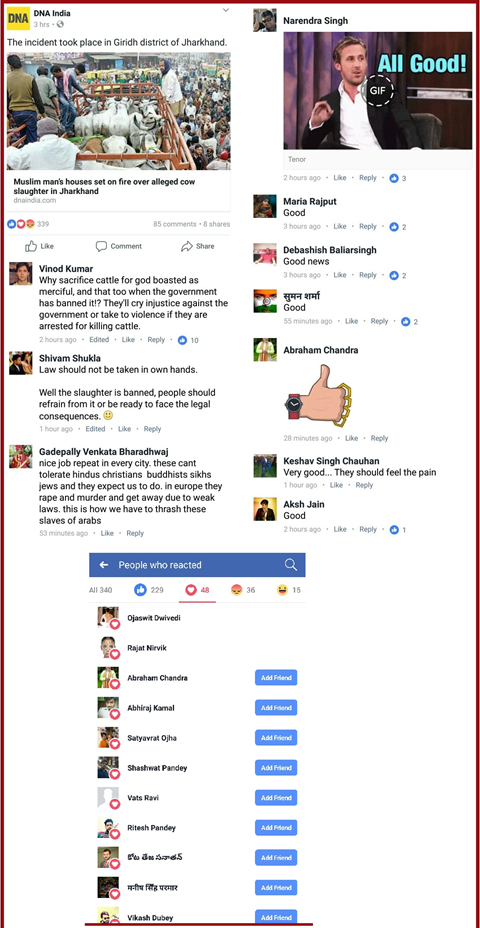 DNA
DNA India
3 hrs •
The incident took place in Giridh district of Jharkhand.
Muslim man's houses set on fire over alleged cow
slaughter in Jharkhand
dnaindia.com
339
85 comments • 8 shares
Like
Comment
Share
Vinod Kumar
Why sacrifice cattle for god boasted as
merciful, and that too when the government
has banned it!? They'll cry injustice against the
government or take to violence if they are
arrested for killing cattle.
2 hours ago • Edited • Like • Reply • 10
Shivam Shukla
Law should not be taken in own hands.
Well the slaughter is banned, people should
refrain from it or be ready to face the legal
consequences. 🙂
1 hour ago • Edited • Like • Reply
Gadepally Venkata Bharadhwaj
nice job repeat in every city. these cant
tolerate hindus christians buddhists sikhs
jews and they expect us to do. in europe they
rape and murder and get away due to weak
laws. this is how we have to thrash these
slaves of arabs
53 minutes ago • Like • Reply
Narendra Singh
All Good!
GIF
Tenor
2 hours ago • Like • Reply • 3
Maria Rajput
Good
3 hours ago • Like • Reply • 2
Debashish Baliarsingh
Good news
3 hours ago • Like • Reply • 2
सुमन शर्मा
Good
55 minutes ago • Like • Reply • 2
Abraham Chandra
28 minutes ago • Like • Reply
Keshav Singh Chauhan
Very good... They should feel the pain
1 hour ago • Like • Reply
Aksh Jain
Good
2 hours ago • Like • Reply • 1
People who reacted
All 340 229 48 36 15
Ojaswit Dwivedi
Rajat Nirvik
Abraham Chandra Add Friend
Abhiraj Kamal Add Friend
Satyavrat Ojha Add Friend
Shashwat Pandey Add Friend
Vats Ravi Add Friend
Ritesh Pandey Add Friend
కోట తేజ సనాతన్ Add Friend
मनीष सिंह परमार Add Friend
Vikash Dubey Add Friend